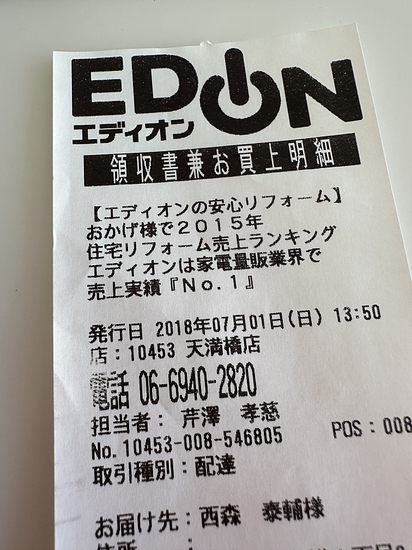 EDION
エディオン
領収書兼お買上明細
【エディオンの安心リフォーム】
おかげ様で2015年
住宅リフォーム売上ランキング
エディオンは家電量販業界で
売上実績『No.1』
発行日 2018年07月01日(日) 13:50
店:10453 天満橋店
電話 06-6940-2820
担当者: 芹澤 孝慈
No.10453-008-546805 POS:008
取引種別:配達
お届け先:西森 泰輔様
住所 :